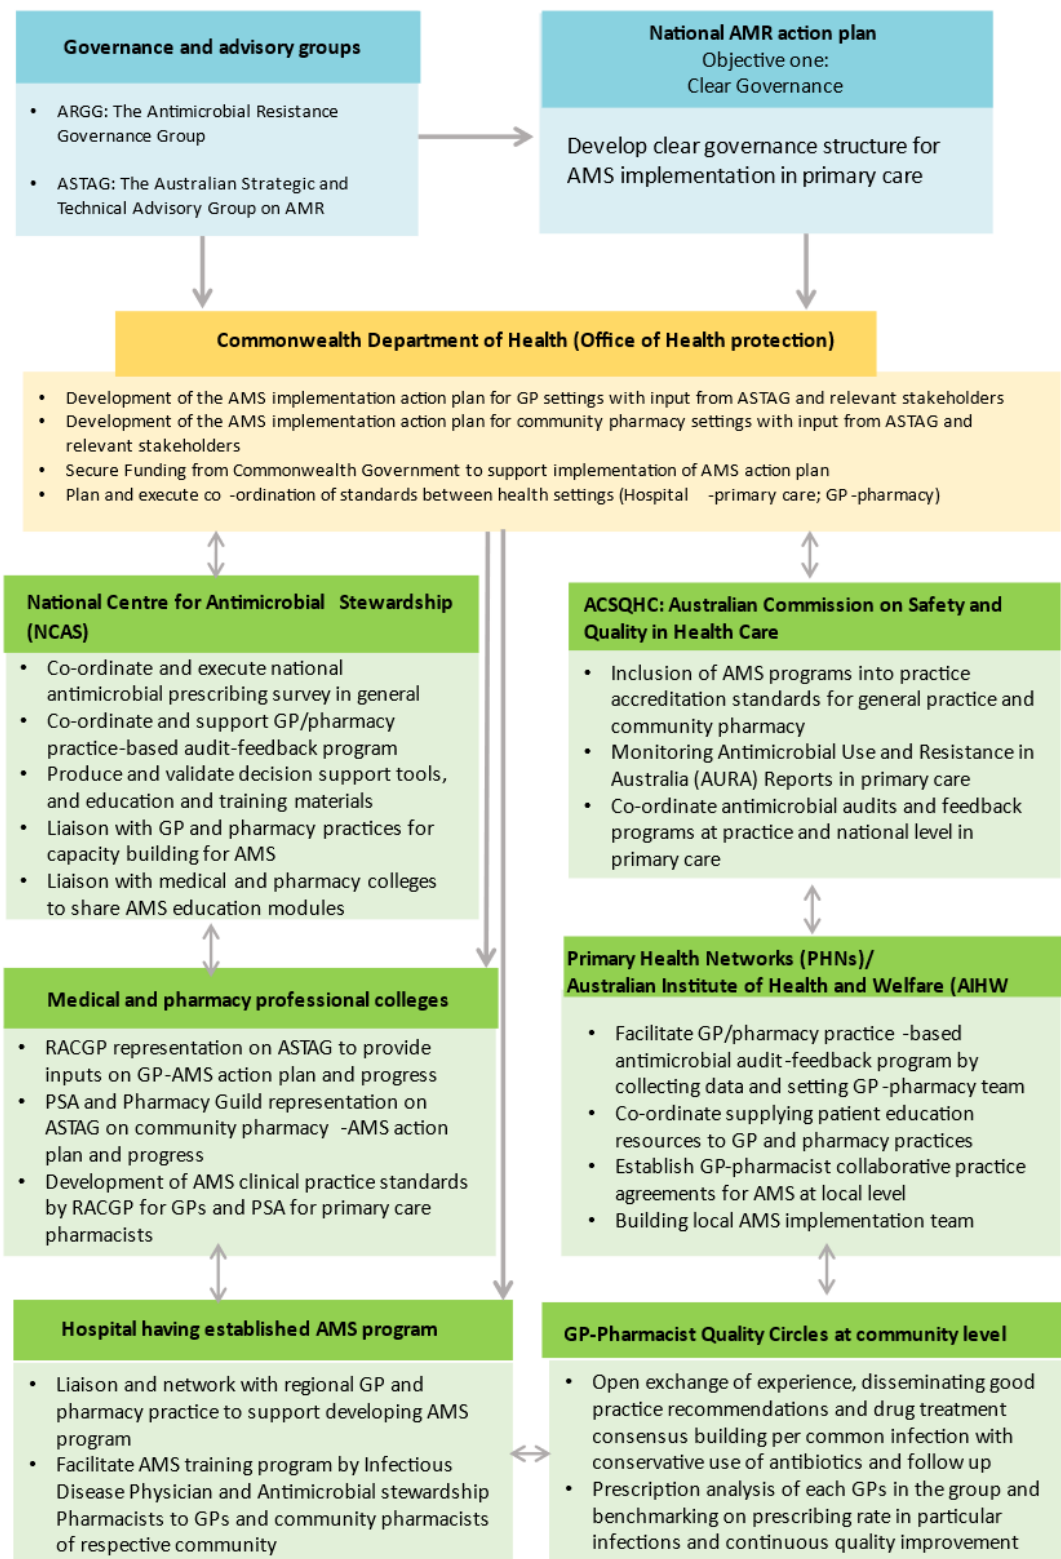 Governance and advisory groups
• ARGG: The Antimicrobial Resistance
Governance Group
• ASTAG: The Australian Strategic and
Technical Advisory Group on AMR
National AMR action plan
Objective one:
Clear Governance
Develop clear governance structure for
AMS implementation in primary care
Commonwealth Department of Health (Office of Health protection)
• Development of the AMS implementation action plan for GP settings with input from ASTAG and relevant stakeholders
• Development of the AMS implementation action plan for community pharmacy settings with input from ASTAG and
relevant stakeholders
• Secure Funding from Commonwealth Government to support implementation of AMS action plan
• Plan and execute co -ordination of standards between health settings (Hospital -primary care; GP -pharmacy)
National Centre for Antimicrobial Stewardship
(NCAS)
• Co-ordinate and execute national
antimicrobial prescribing survey in general
• Co-ordinate and support GP/pharmacy
practice-based audit-feedback program
• Produce and validate decision support tools,
and education and training materials
• Liaison with GP and pharmacy practices for
capacity building for AMS
• Liaison with medical and pharmacy colleges
to share AMS education modules
ACSQHC: Australian Commission on Safety and
Quality in Health Care
• Inclusion of AMS programs into practice
accreditation standards for general practice and
community pharmacy
• Monitoring Antimicrobial Use and Resistance in
Australia (AURA) Reports in primary care
• Co-ordinate antimicrobial audits and feedback
programs at practice and national level in
primary care
Medical and pharmacy professional colleges
• RACGP representation on ASTAG to provide
inputs on GP-AMS action plan and progress
• PSA and Pharmacy Guild representation on
ASTAG on community pharmacy -AMS action
plan and progress
• Development of AMS clinical practice standards
by RACGP for GPs and PSA for primary care
pharmacists
Primary Health Networks (PHNs)/
Australian Institute of Health and Welfare (AIHW
• Facilitate GP/pharmacy practice -based
antimicrobial audit-feedback program by
collecting data and setting GP -pharmacy team
• Co-ordinate supplying patient education
resources to GP and pharmacy practices
• Establish GP-pharmacist collaborative practice
agreements for AMS at local level
• Building local AMS implementation team
Hospital having established AMS program
• Liaison and network with regional GP and
pharmacy practice to support developing AMS
program
• Facilitate AMS training program by Infectious
Disease Physician and Antimicrobial stewardship
Pharmacists to GPs and community pharmacists
of respective community
GP-Pharmacist Quality Circles at community level
• Open exchange of experience, disseminating good
practice recommendations and drug treatment
consensus building per common infection with
conservative use of antibiotics and follow up
• Prescription analysis of each GPs in the group and
benchmarking on prescribing rate in particular
infections and continuous quality improvement